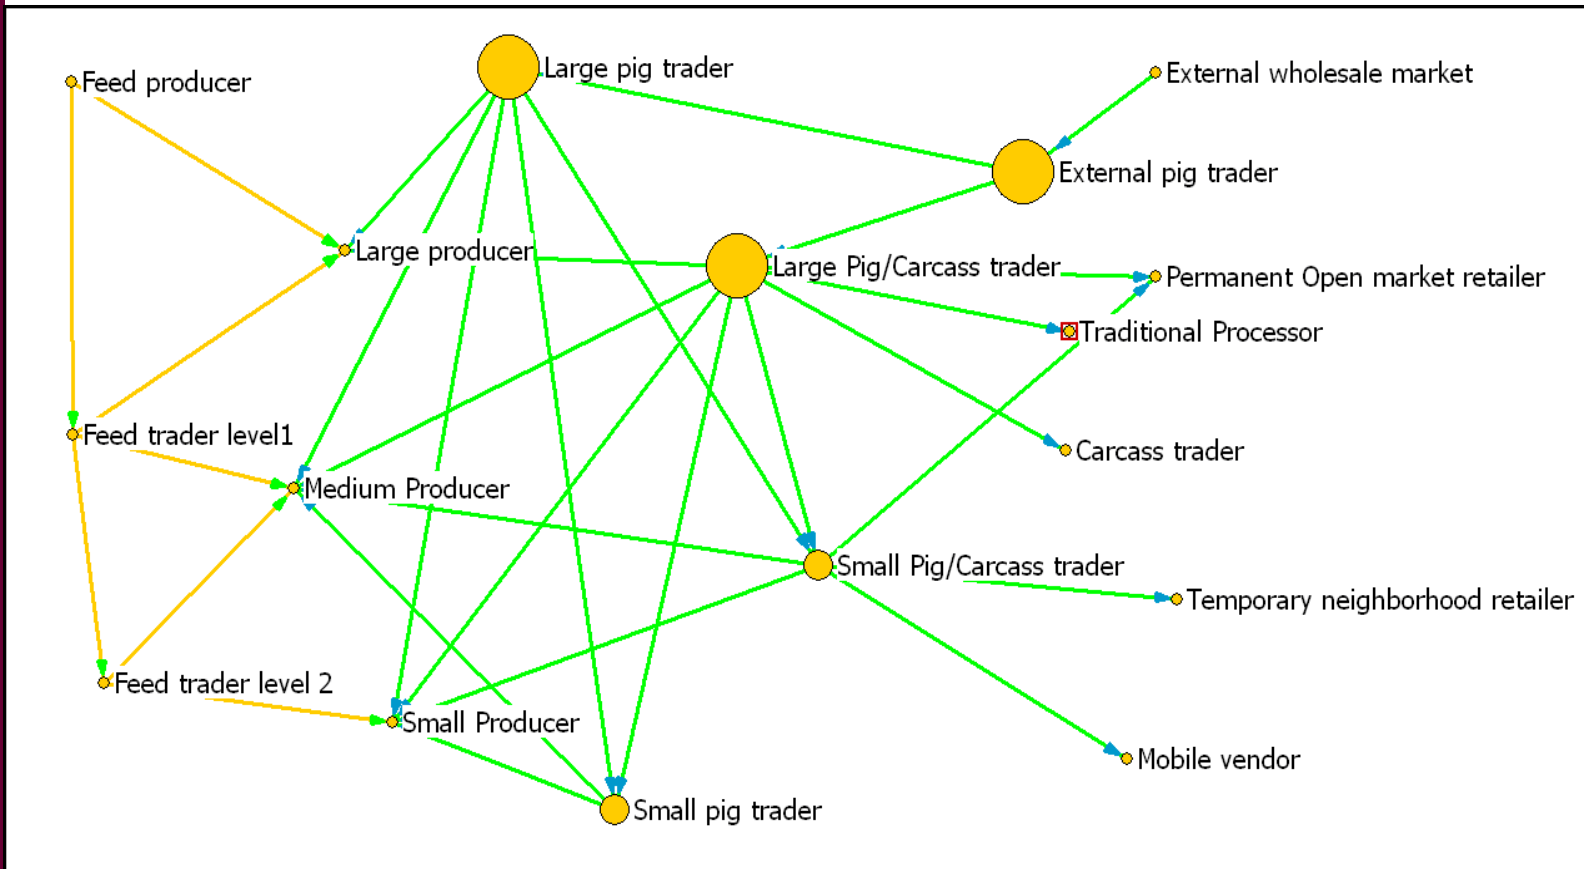 Large pig trader
Feed producer
External wholesale market
External pig trader
Large producer
Large Pig/Carcass trader
Permanent Open market retailer
Traditional Processor
Feed trader level1
Carcass trader
Medium Producer
Small Pig/Carcass trader
Temporary neighborhood retailer
Feed trader level 2
Small Producer
Mobile vendor
Small pig trader